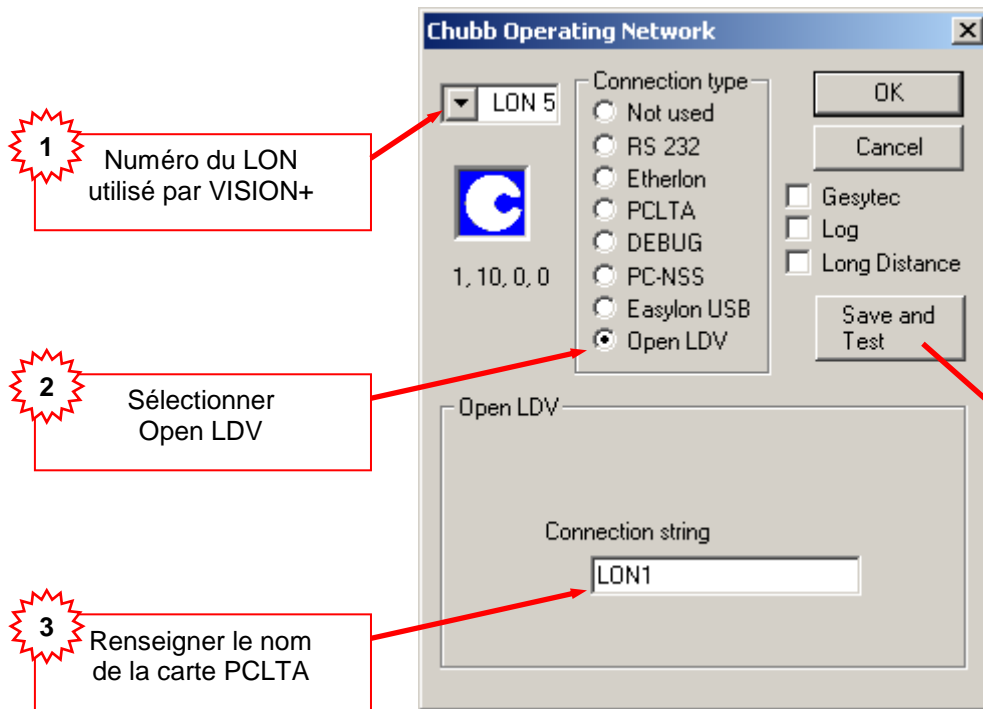 Chubb Operating Network
LON 5
1, 10, 0, 0
Connection type
Not used
RS 232
Etherlon
PCLTA
DEBUG
PC-NSS
Easylon USB
Open LDV
OK
Cancel
Gesytec
Log
Long Distance
Save and
Test
Open LDV
Connection string
LON1
1
Numéro du LON
utilisé par VISION+
2
Sélectionner
Open LDV
3
Renseigner le nom
de la carte PCLTA